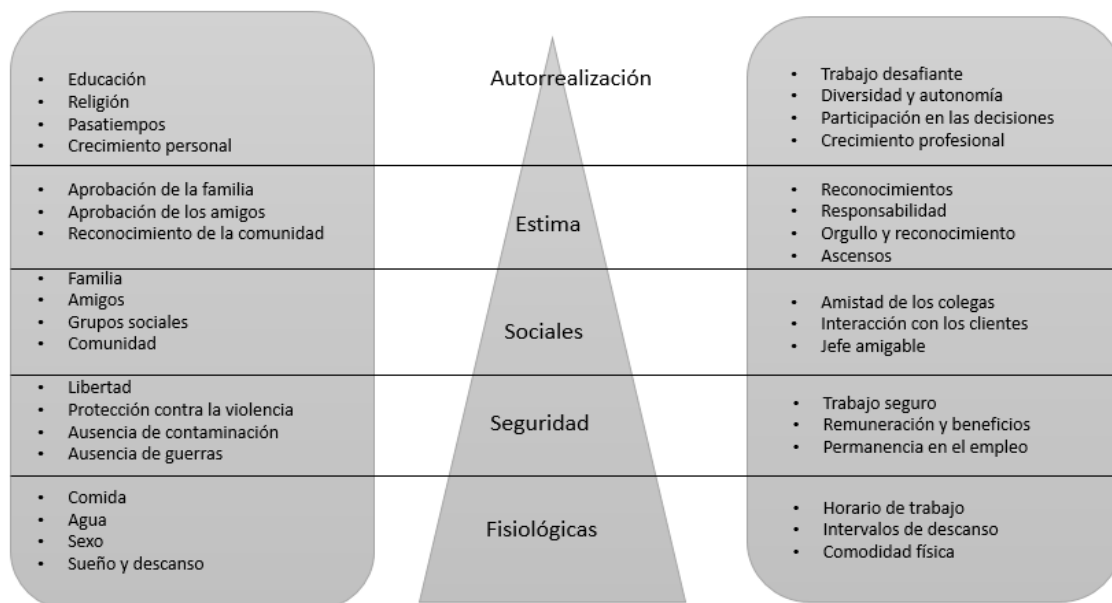 • Educación
• Religión
• Pasatiempos
• Crecimiento personal
Autorrealización
• Trabajo desafiante
• Diversidad y autonomía
• Participación en las decisiones
• Crecimiento profesional
• Aprobación de la familia
• Aprobación de los amigos
• Reconocimiento de la comunidad
Estima
• Reconocimientos
• Responsabilidad
• Orgullo y reconocimiento
• Ascensos
• Familia
• Amigos
• Grupos sociales
• Comunidad
Sociales
• Amistad de los colegas
• Interacción con los clientes
• Jefe amigable
• Libertad
• Protección contra la violencia
• Ausencia de contaminación
• Ausencia de guerras
Seguridad
• Trabajo seguro
• Remuneración y beneficios
• Permanencia en el empleo
• Comida
• Agua
• Sexo
• Sueño y descanso
Fisiológicas
• Horario de trabajo
• Intervalos de descanso
• Comodidad física